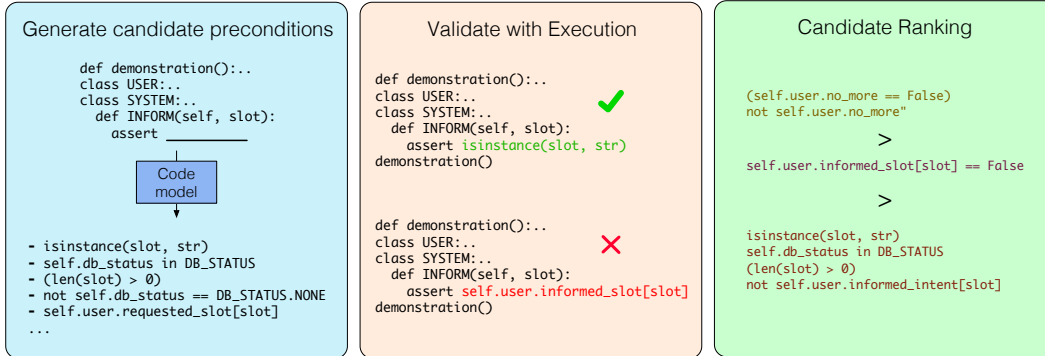 Generate candidate preconditions
def demonstration():..
class USER:..
class SYSTEM:..
def INFORM(self, slot):
assert ___________
Code
model
- isinstance(slot, str)
- self.db_status in DB_STATUS
- (len(slot) > 0)
- not self.db_status == DB_STATUS.NONE
- self.user.requested_slot[slot]
...
Validate with Execution
def demonstration():..
class USER:..
class SYSTEM:..
def INFORM(self, slot):
assert isinstance(slot, str)
demonstration()
def demonstration():..
class USER:..
class SYSTEM:..
def INFORM(self, slot):
assert self.user.informed_slot[slot]
demonstration()
Candidate Ranking
(self.user.no_more == False)
not self.user.no_more"
>
self.user.informed_slot[slot] == False
>
isinstance(slot, str)
self.db_status in DB_STATUS
(len(slot) > 0)
not self.user.informed_intent[slot]